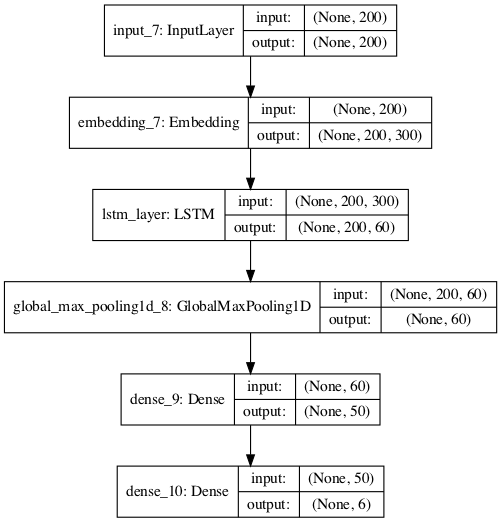 input_7: InputLayer
input: (None, 200)
output: (None, 200)
embedding_7: Embedding
input: (None, 200)
output: (None, 200, 300)
lstm_layer: LSTM
input: (None, 200, 300)
output: (None, 200, 60)
global_max_pooling1d_8: GlobalMaxPooling1D
input: (None, 200, 60)
output: (None, 60)
dense_9: Dense
input: (None, 60)
output: (None, 50)
dense_10: Dense
input: (None, 50)
output: (None, 6)